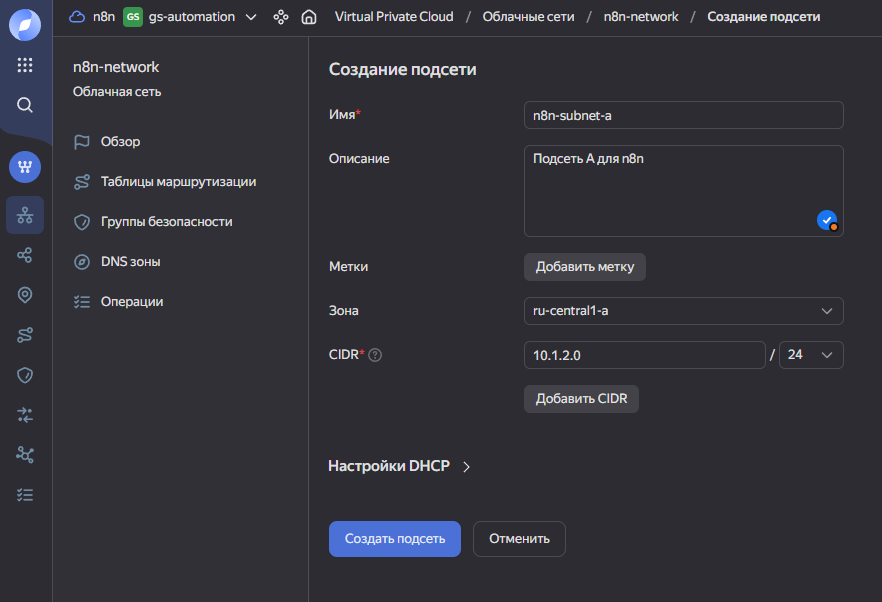 n8n GS gs-automation Virtual Private Cloud / Облачные сети / n8n-network / Создание подсети
n8n-network
Облачная сеть
Обзор
Таблицы маршрутизации
Группы безопасности
DNS зоны
Операции
Создание подсети
Имя* n8n-subnet-a
Описание Подсеть A для n8n
Метки Добавить метку
Зона ru-central1-a
CIDR* ? 10.1.2.0 / 24
Добавить CIDR
Настройки DHCP
Создать подсеть Отменить